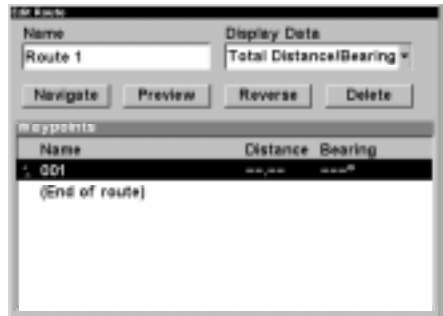 Edit Route
Name Display Data
Route 1 Total Distance/Bearing
Navigate Preview Reverse Delete
Waypoints
Name Distance Bearing
001 --.-- ---°
(End of route)